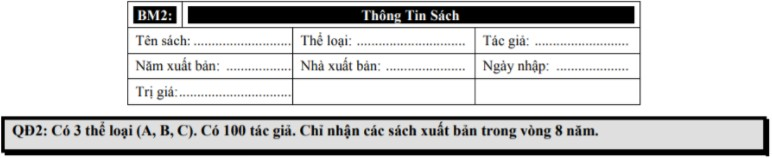 BM2: Thông Tin Sách
Tên sách: ............................ Thể loại: ............................... Tác giả: ...........................
Năm xuất bản: ................... Nhà xuất bản: ....................... Ngày nhập: .....................
Trị giá:................................
QĐ2: Có 3 thể loại (A, B, C). Có 100 tác giả. Chỉ nhận các sách xuất bản trong vòng 8 năm.